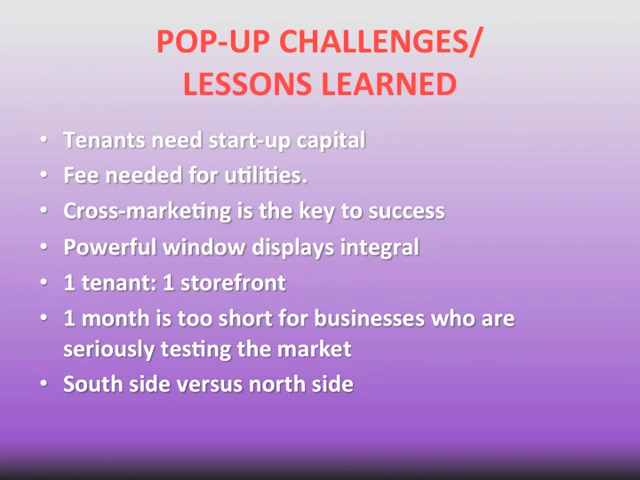 POP-UP CHALLENGES/
LESSONS LEARNED
• Tenants need start-up capital
• Fee needed for utilities.
• Cross-marketing is the key to success
• Powerful window displays integral
• 1 tenant: 1 storefront
• 1 month is too short for businesses who are
seriously testing the market
• South side versus north side